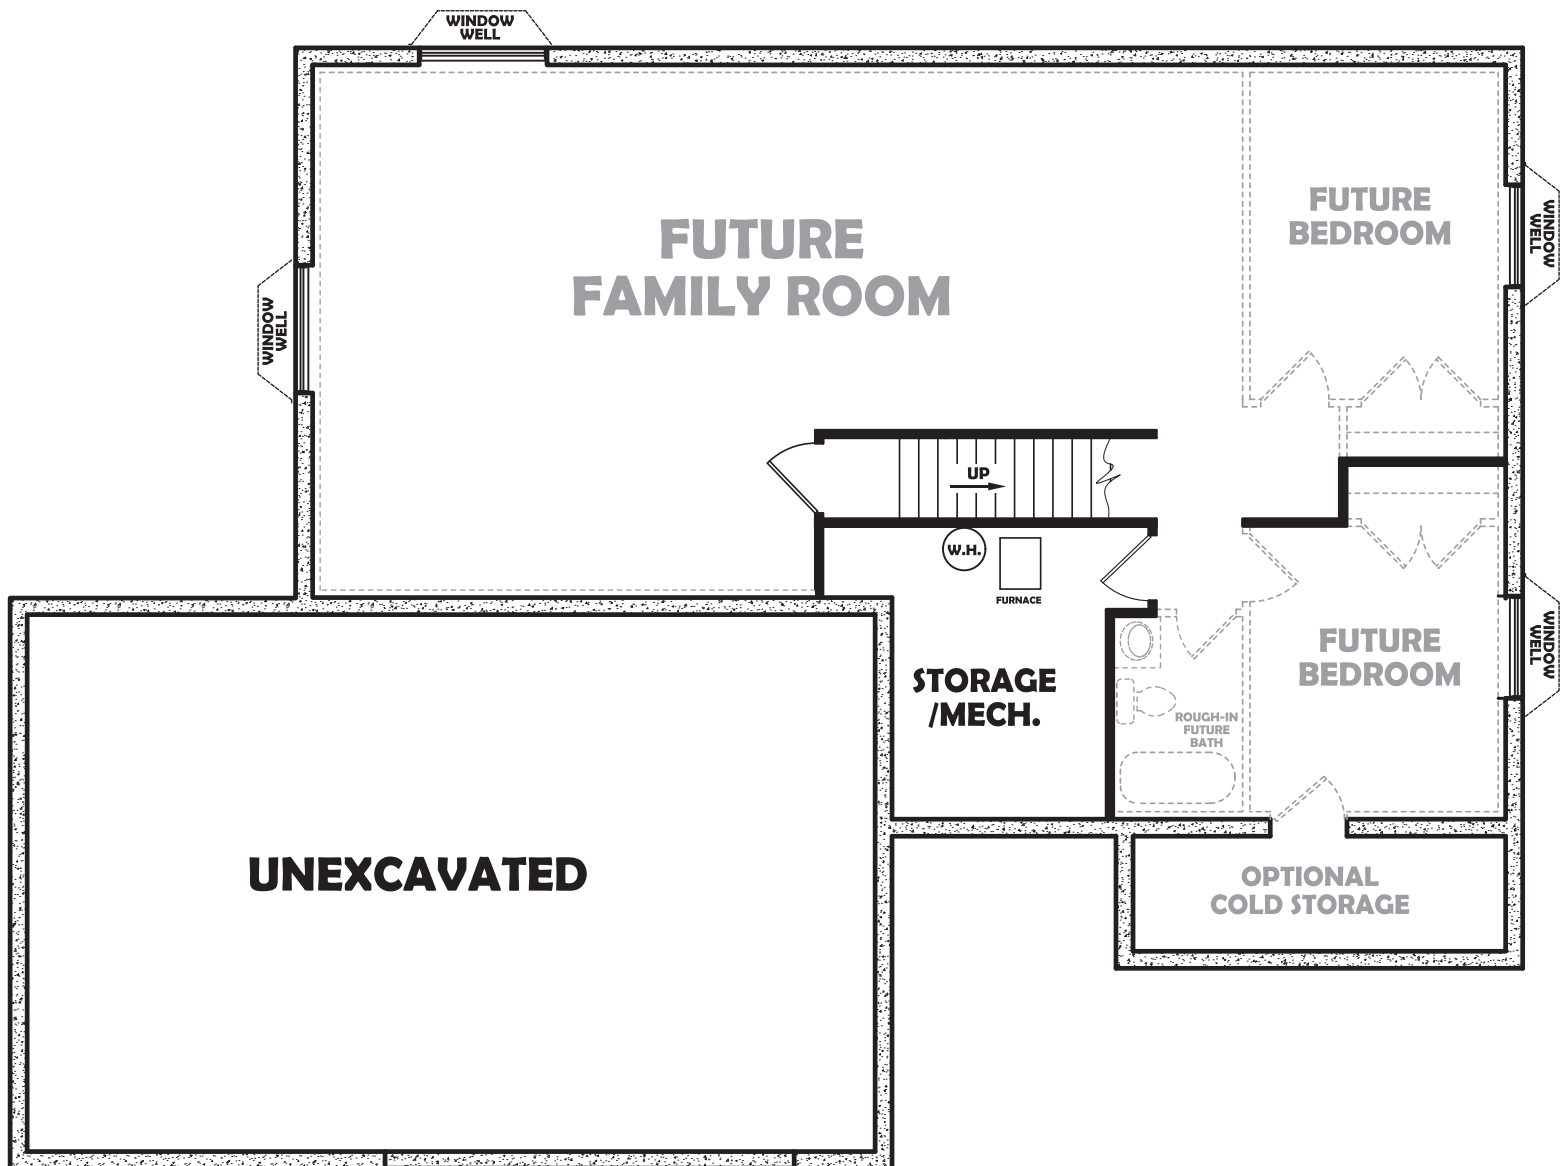 WINDOW
WELL
FUTURE
BEDROOM
WINDOW
WELL
FUTURE
FAMILY ROOM
WINDOW
WELL
UP
W.H.
FURNACE
STORAGE
/MECH.
FUTURE
BEDROOM
WINDOW
WELL
ROUGH-IN
FUTURE
BATH
UNEXCAVATED
OPTIONAL
COLD STORAGE